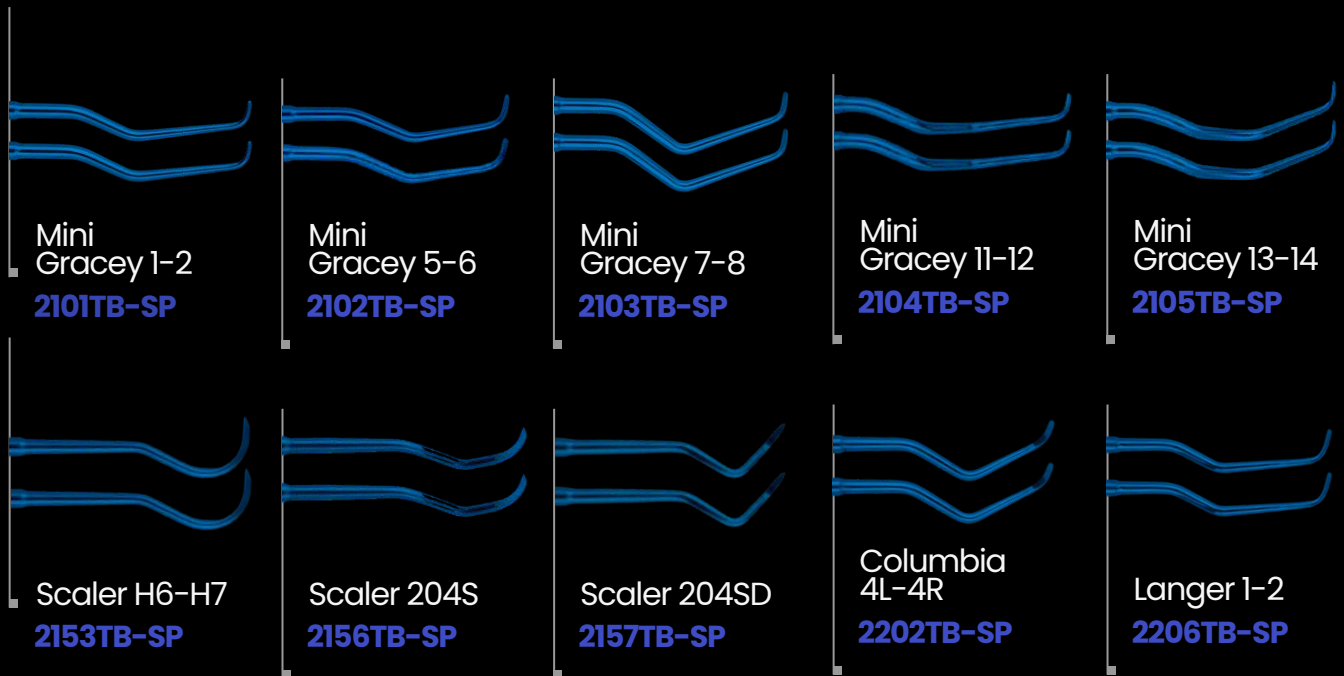 Mini
Gracey 1-2
2101TB-SP
Mini
Gracey 5-6
2102TB-SP
Mini
Gracey 7-8
2103TB-SP
Mini
Gracey 11-12
2104TB-SP
Mini
Gracey 13-14
2105TB-SP
Scaler H6-H7
2153TB-SP
Scaler 204S
2156TB-SP
Scaler 204SD
2157TB-SP
Columbia
4L-4R
2202TB-SP
Langer 1-2
2206TB-SP